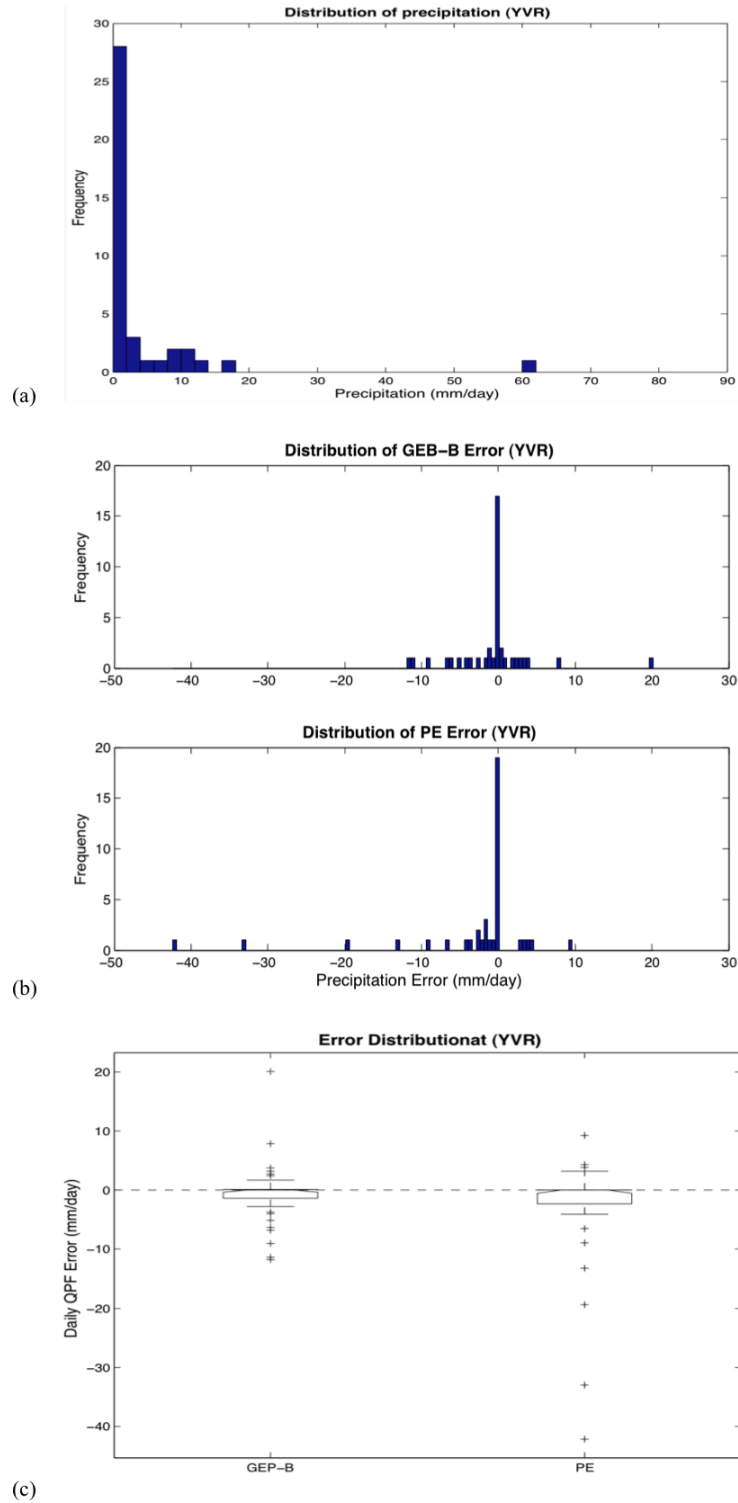 Distribution of precipitation (YVR)
30
25
20
15
10
5
0
Frequency
0 10 20 30 40 50 60 70 80 90
Precipitation (mm/day)
(a)
Distribution of GEB-B Error (YVR)
20
15
10
5
0
Frequency
-50 -40 -30 -20 -10 0 10 20 30
Distribution of PE Error (YVR)
20
15
10
5
0
Frequency
-50 -40 -30 -20 -10 0 10 20 30
Precipitation Error (mm/day)
(b)
Error Distributionat (YVR)
20
10
0
-10
-20
-30
-40
Daily QPF Error (mm/day)
GEP-B PE
(c)